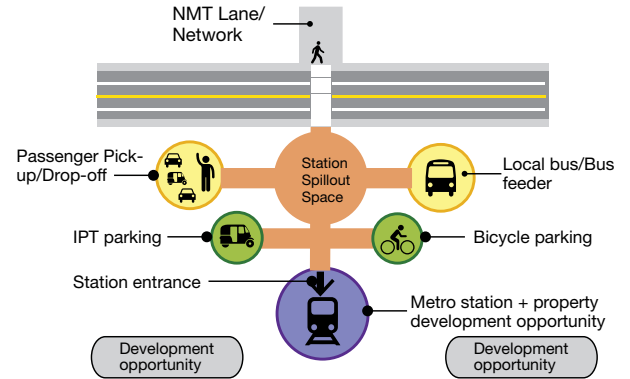 NMT Lane/
Network
Passenger Pick-
up/Drop-off
Station
Spillout
Space
Local bus/Bus
feeder
IPT parking
Bicycle parking
Station entrance
Metro station + property
development opportunity
Development
opportunity
Development
opportunity